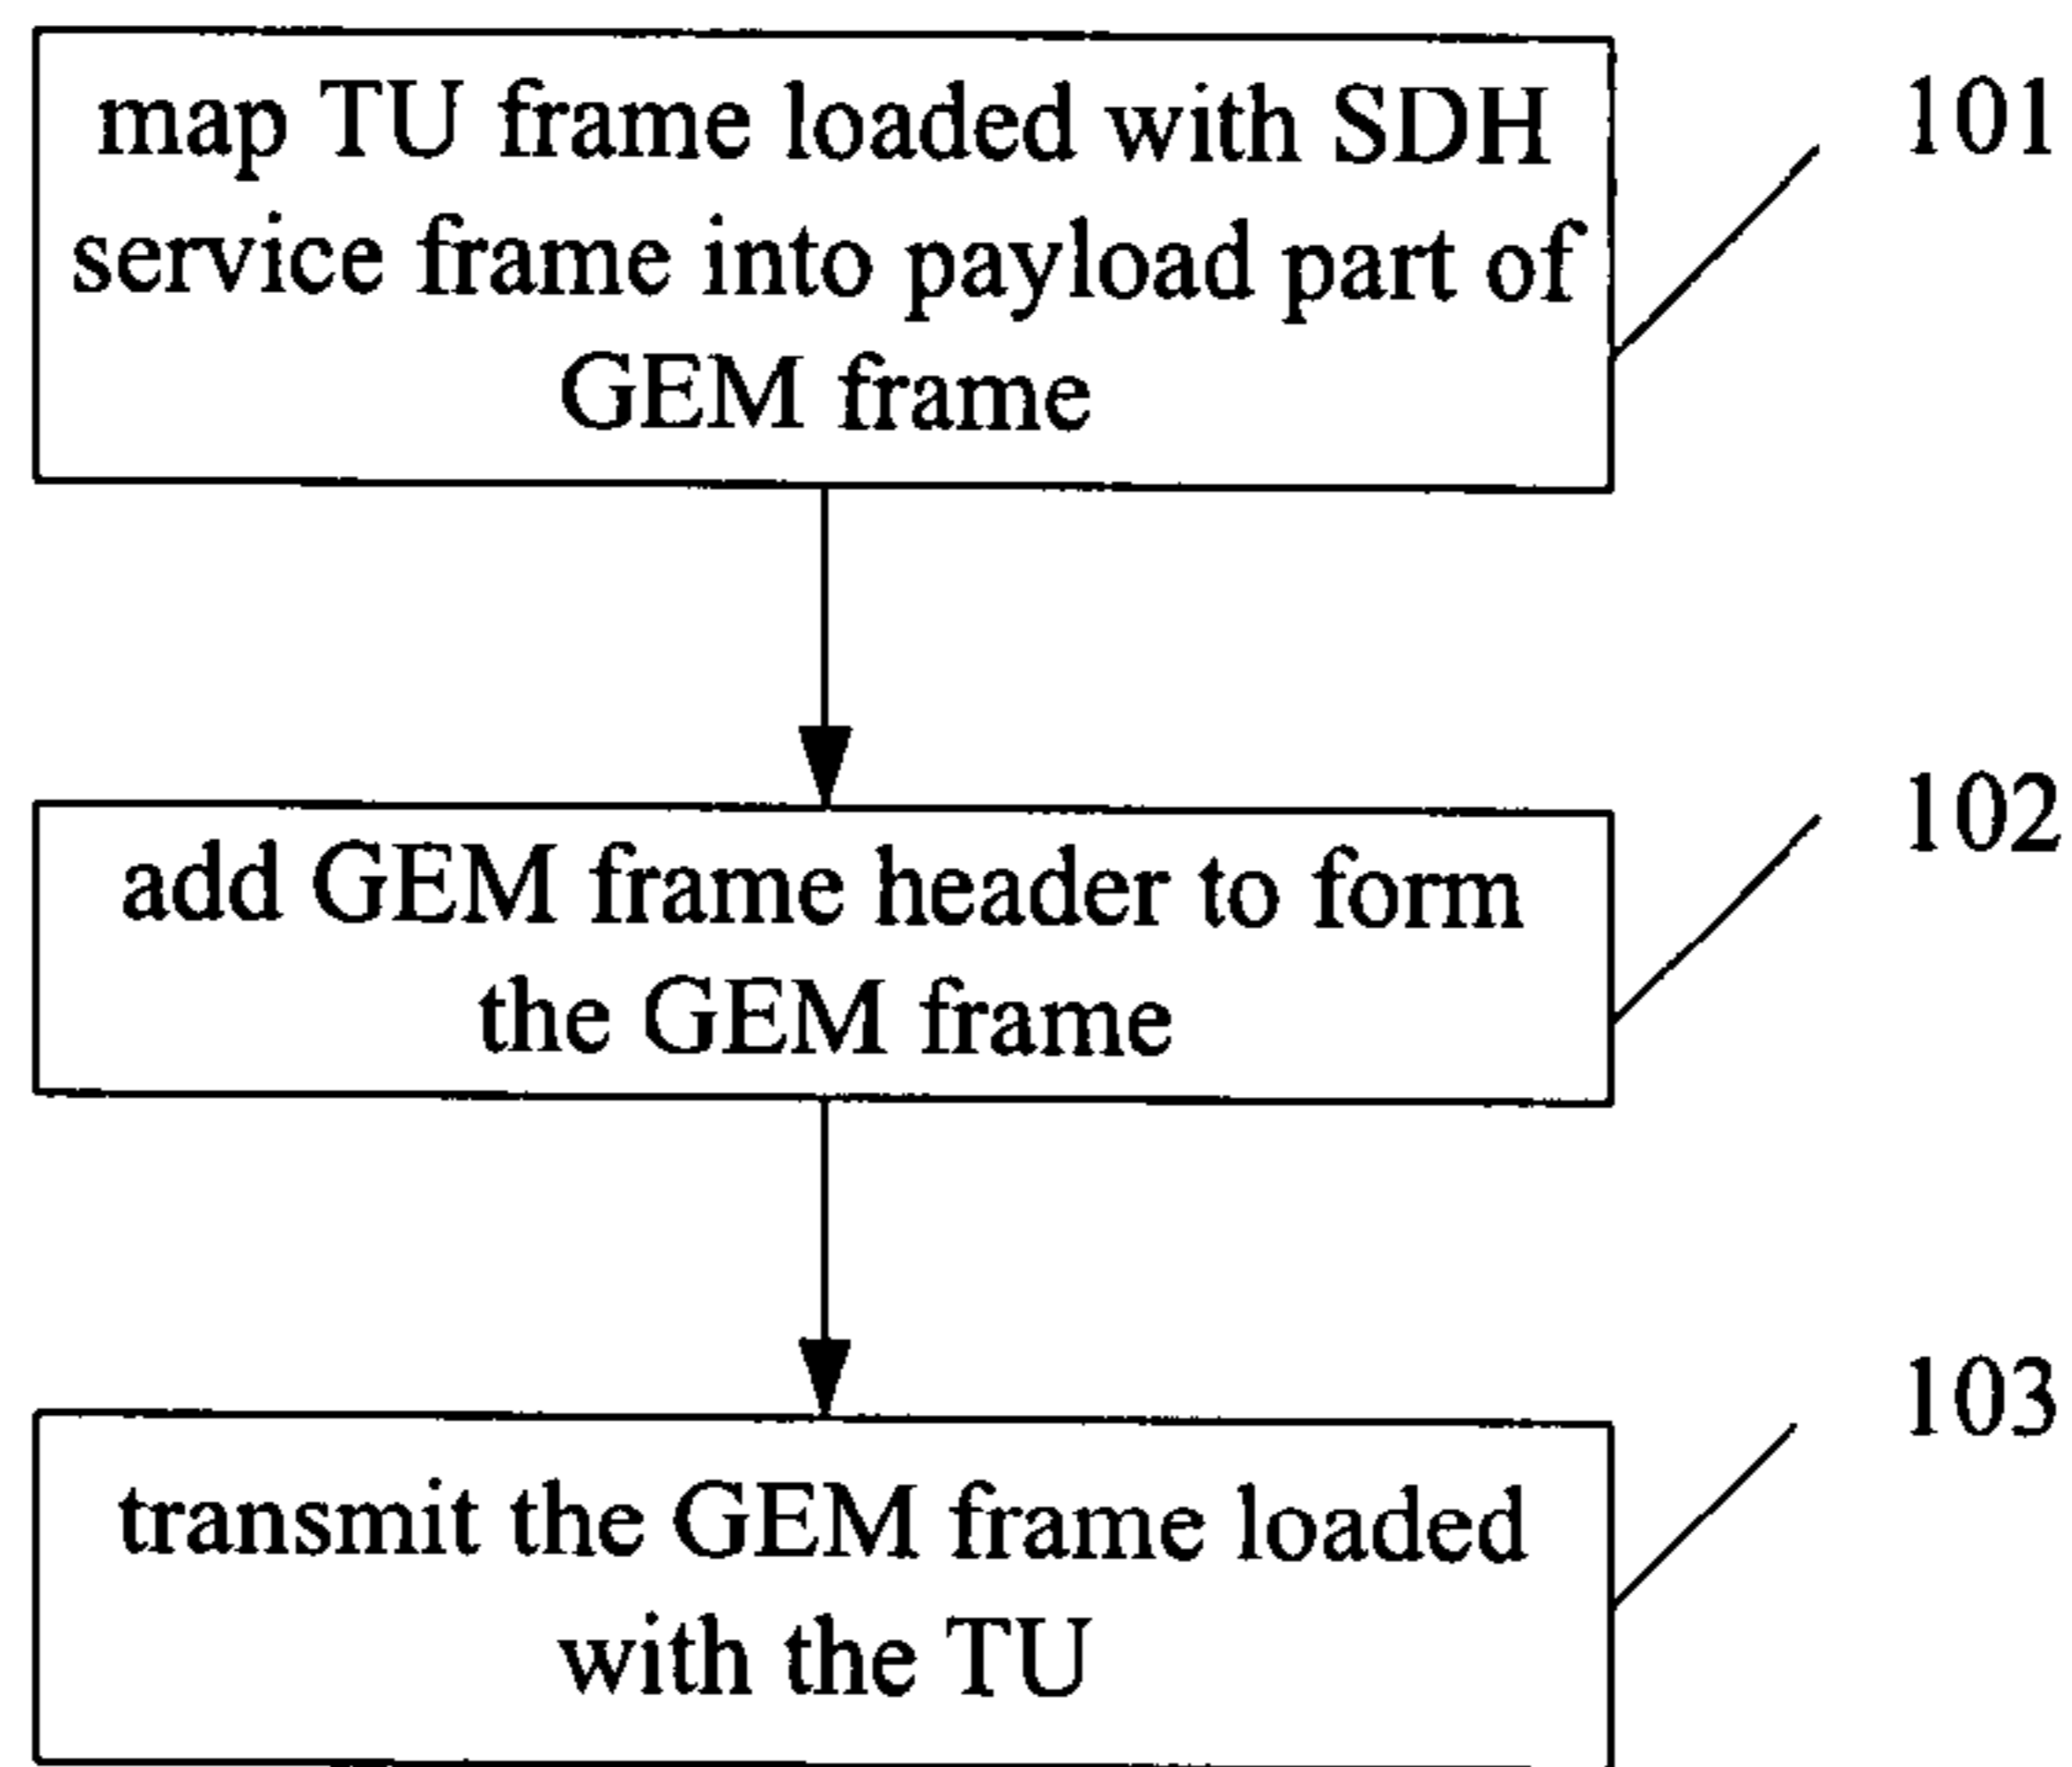 map TU frame loaded with SDH
service frame into payload part of
GEM frame
101
add GEM frame header to form
the GEM frame
102
transmit the GEM frame loaded
with the TU
103